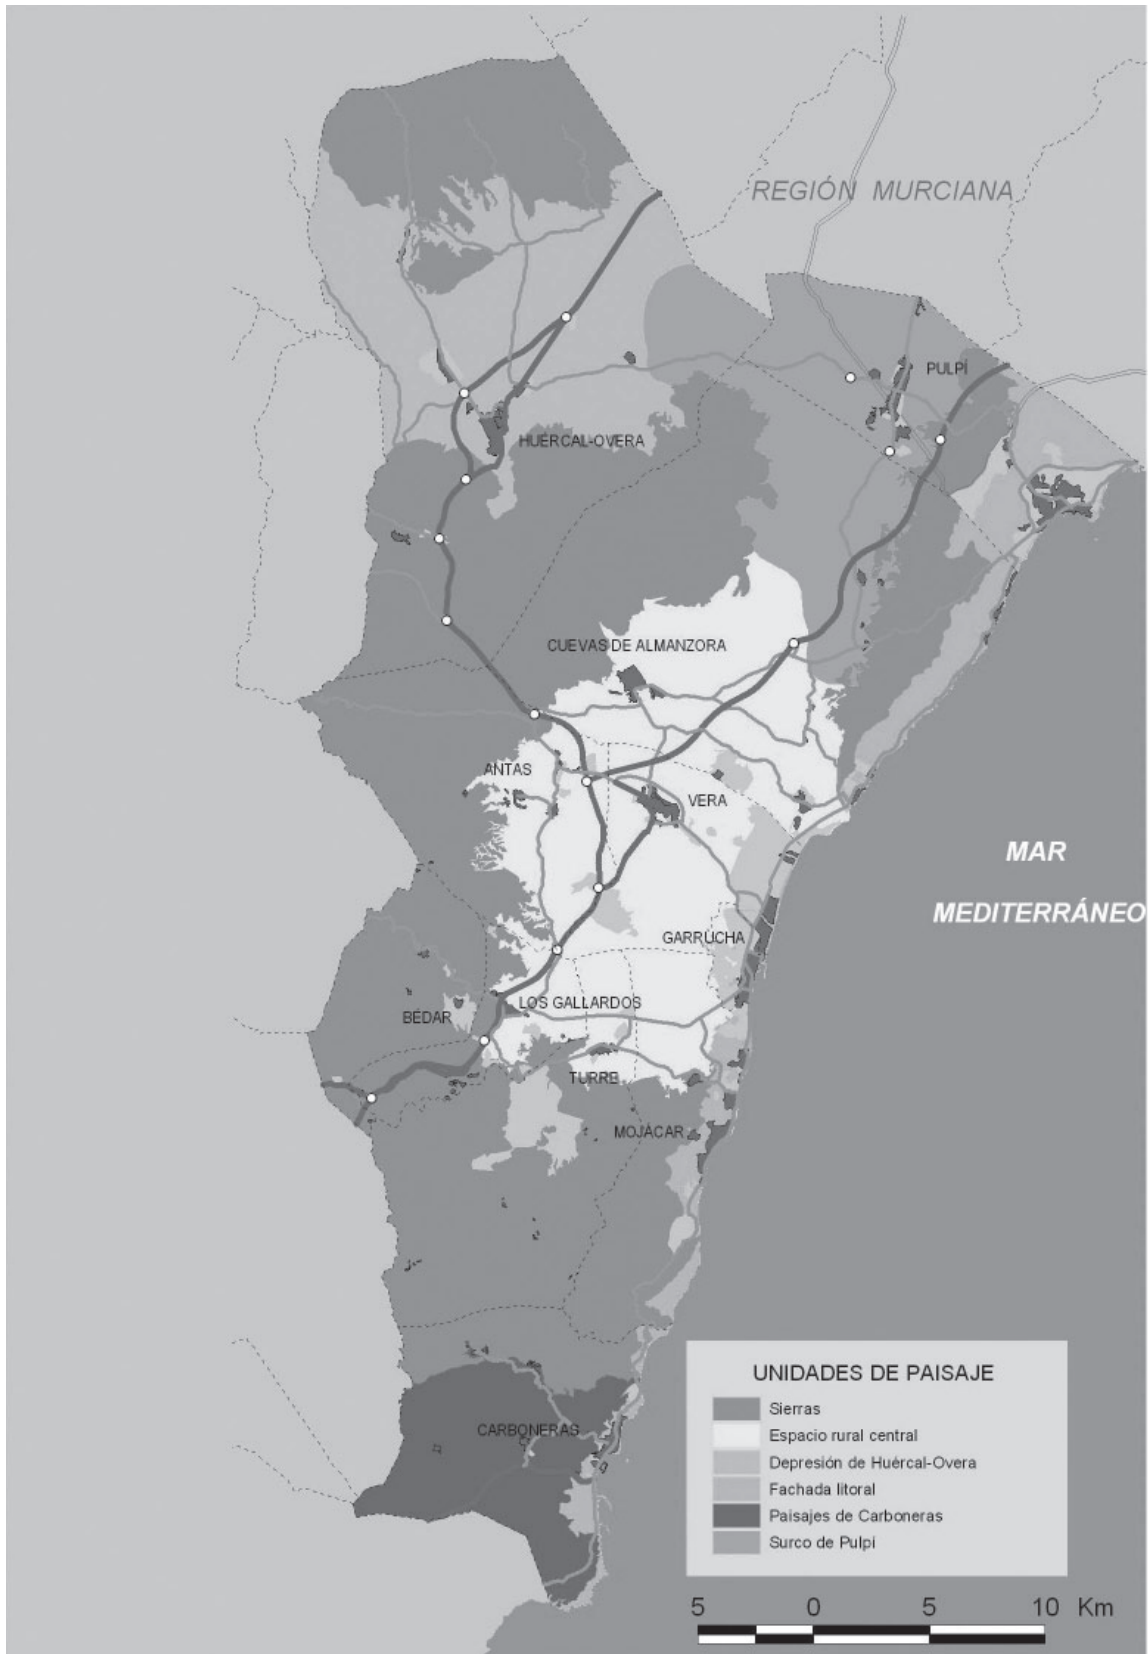 REGIÓN MURCIANA
PULPÍ
HUÉRCAL-OVERA
CUEVAS DE ALMANZORA
ANTAS
VERA
MAR
MEDITERRÁNEO
GARRUCHA
LOS GALLARDOS
BÉDAR
TURRE
MOJÁCAR
CARBONERAS
UNIDADES DE PAISAJE
Sierras
Espacio rural central
Depresión de Huércal-Overa
Fachada litoral
Paisajes de Carboneras
Surco de Pulpí
5 0 5 10 Km